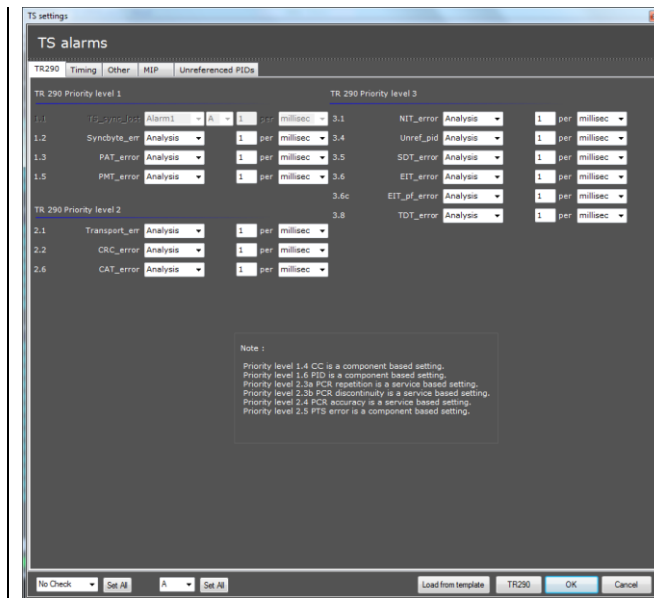 TS settings
TS alarms
TR290 Timing Other MIP Unreferenced PIDs
TR 290 Priority level 1
1.1 TS_sync_lost Alarm1 A 1 per millisec
1.2 Syncbyte_err Analysis 1 per millisec
1.3 PAT_error Analysis 1 per millisec
1.5 PMT_error Analysis 1 per millisec
TR 290 Priority level 2
2.1 Transport_err Analysis 1 per millisec
2.2 CRC_error Analysis 1 per millisec
2.6 CAT_error Analysis 1 per millisec
TR 290 Priority level 3
3.1 NIT_error Analysis 1 per millisec
3.4 Unref_pid Analysis 1 per millisec
3.5 SDT_error Analysis 1 per millisec
3.6 EIT_error Analysis 1 per millisec
3.6c EIT_pf_error Analysis 1 per millisec
3.8 TDT_error Analysis 1 per millisec
Note :
Priority level 1.4 CC is a component based setting.
Priority level 1.6 PID is a component based setting.
Priority level 2.3a PCR repetition is a service based setting.
Priority level 2.3b PCR discontinuity is a service based setting.
Priority level 2.4 PCR accuracy is a service based setting.
Priority level 2.5 PTS error is a component based setting.
No Check Set All A Set All Load from template TR290 OK Cancel